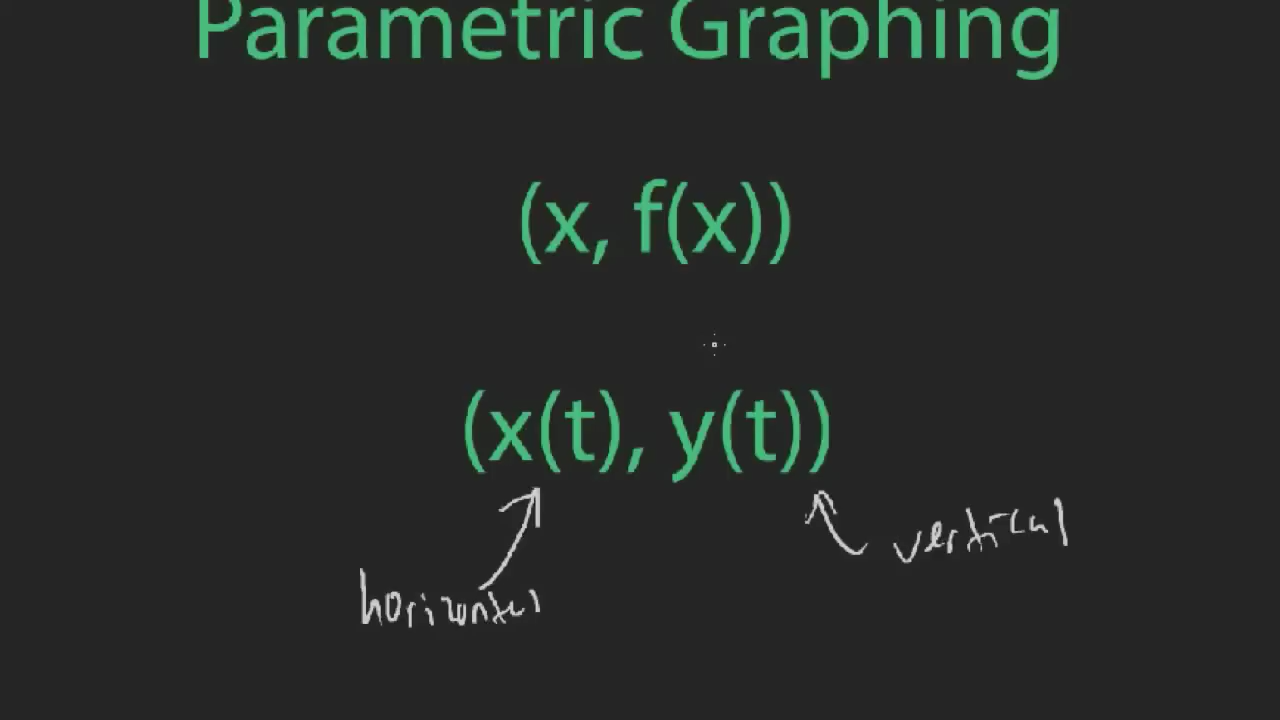 Parametric Graphing
(x, f(x))
(x(t), y(t))
vertical
horizontal